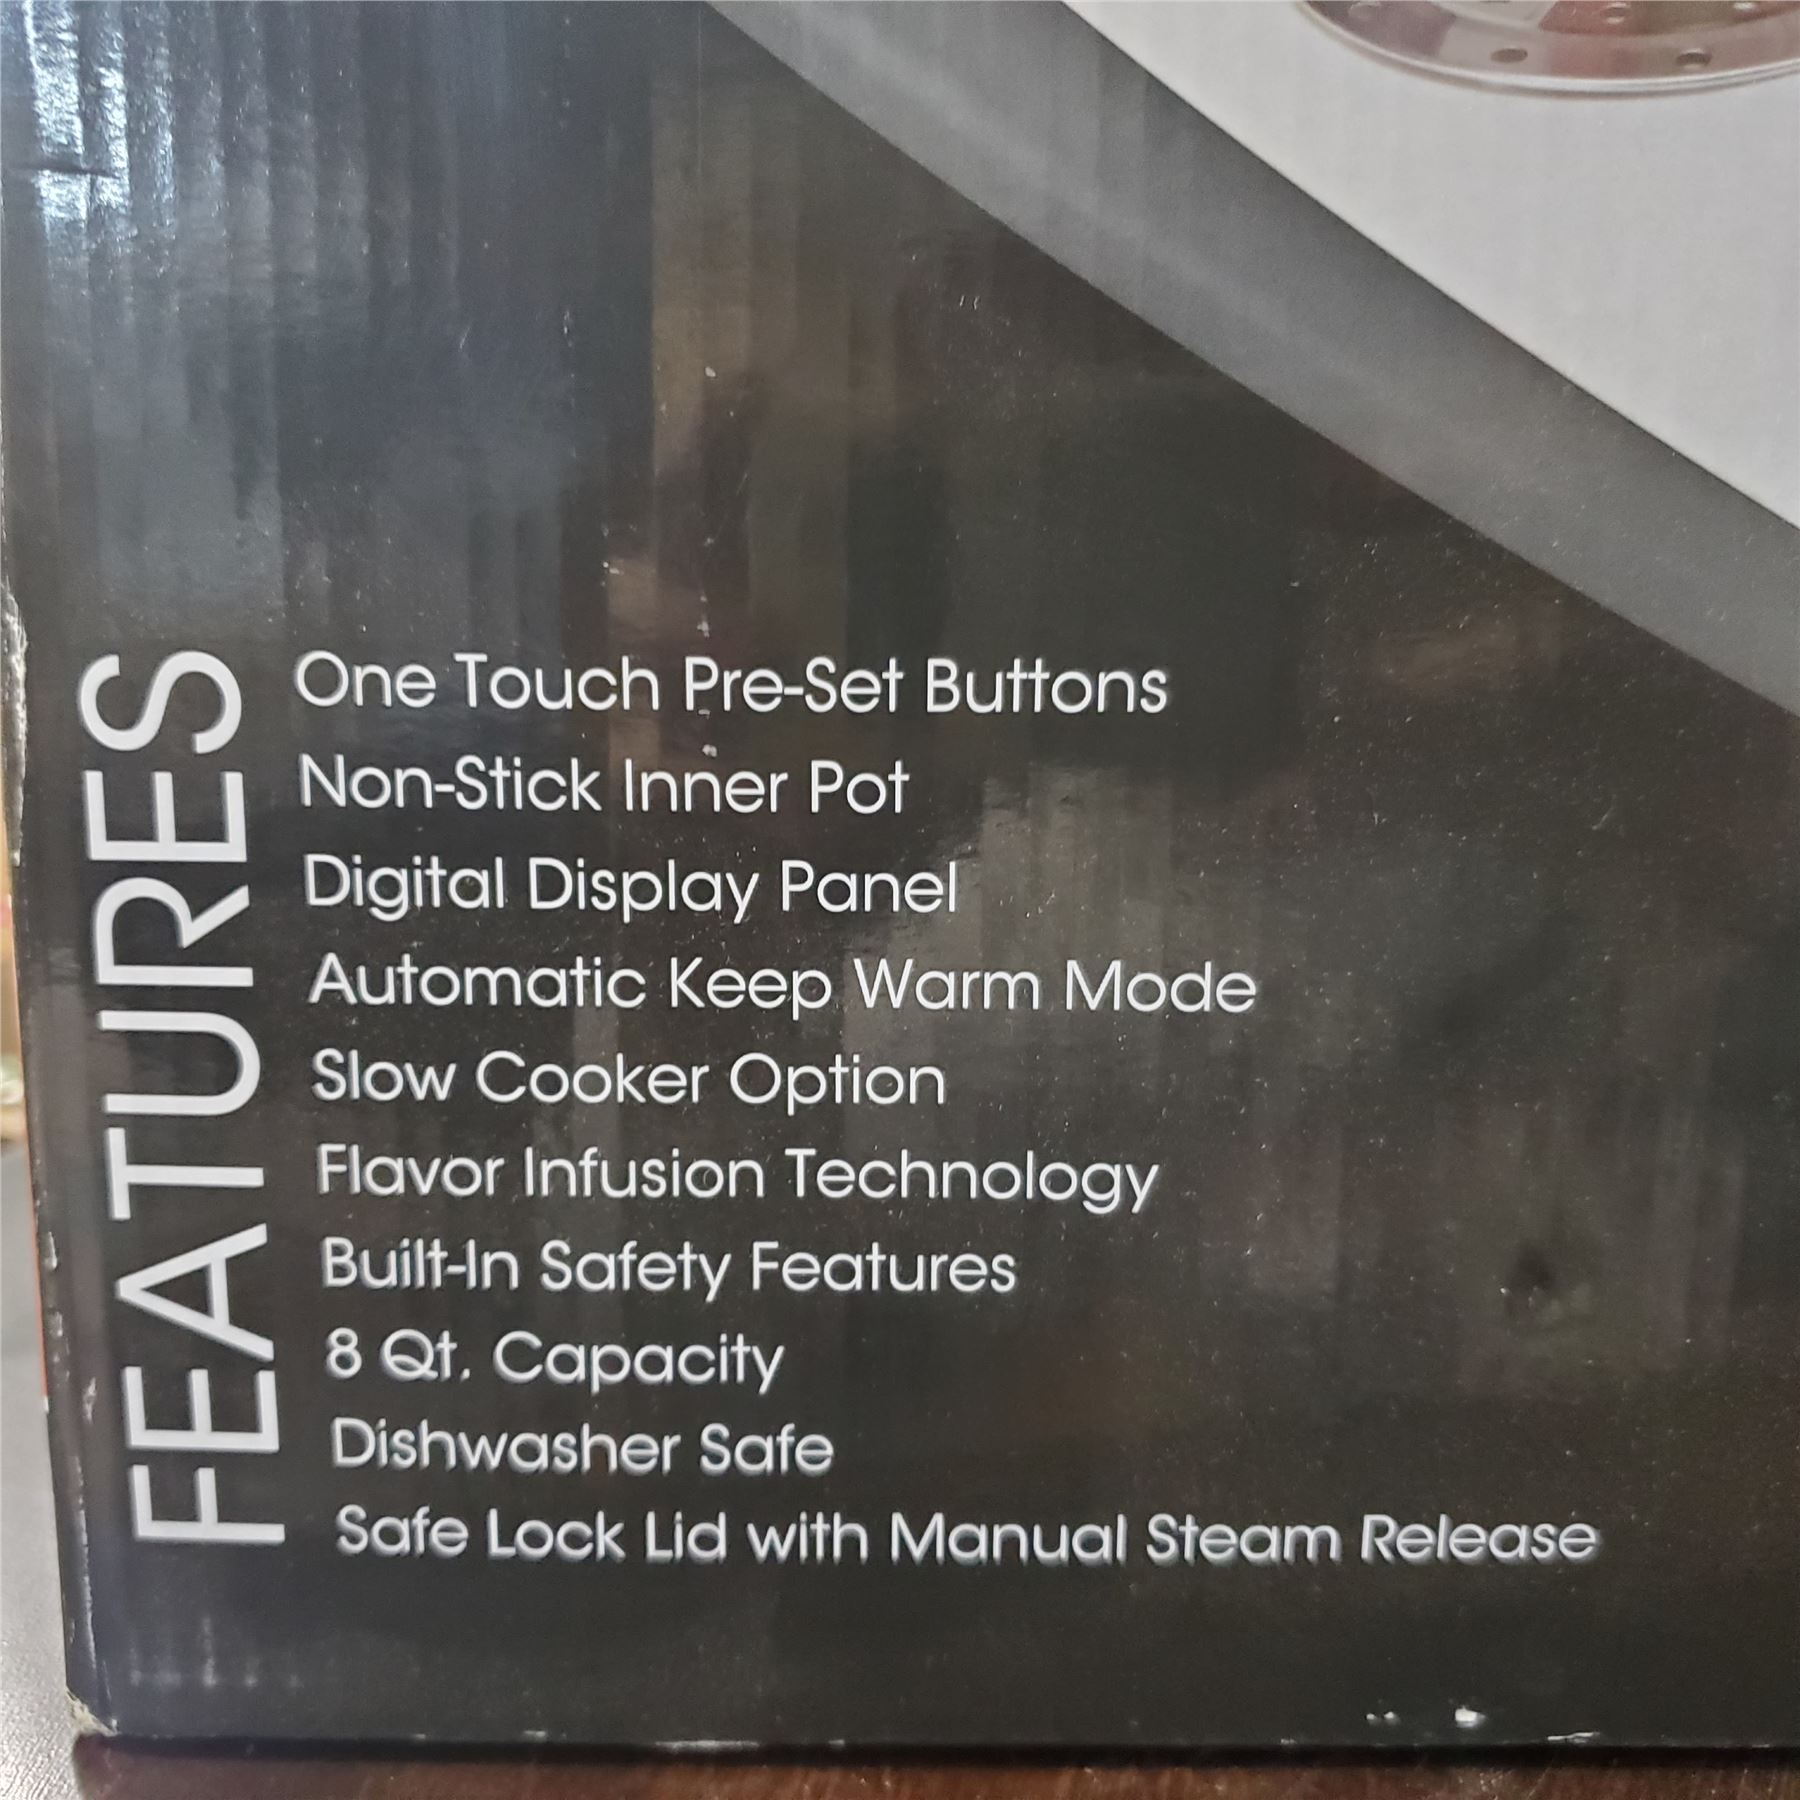 FEATURES
One Touch Pre-Set Buttons
Non-Stick Inner Pot
Digital Display Panel
Automatic Keep Warm Mode
Slow Cooker Option
Flavor Infusion Technology
Built-In Safety Features
8 Qt. Capacity
Dishwasher Safe
Safe Lock Lid with Manual Steam Release